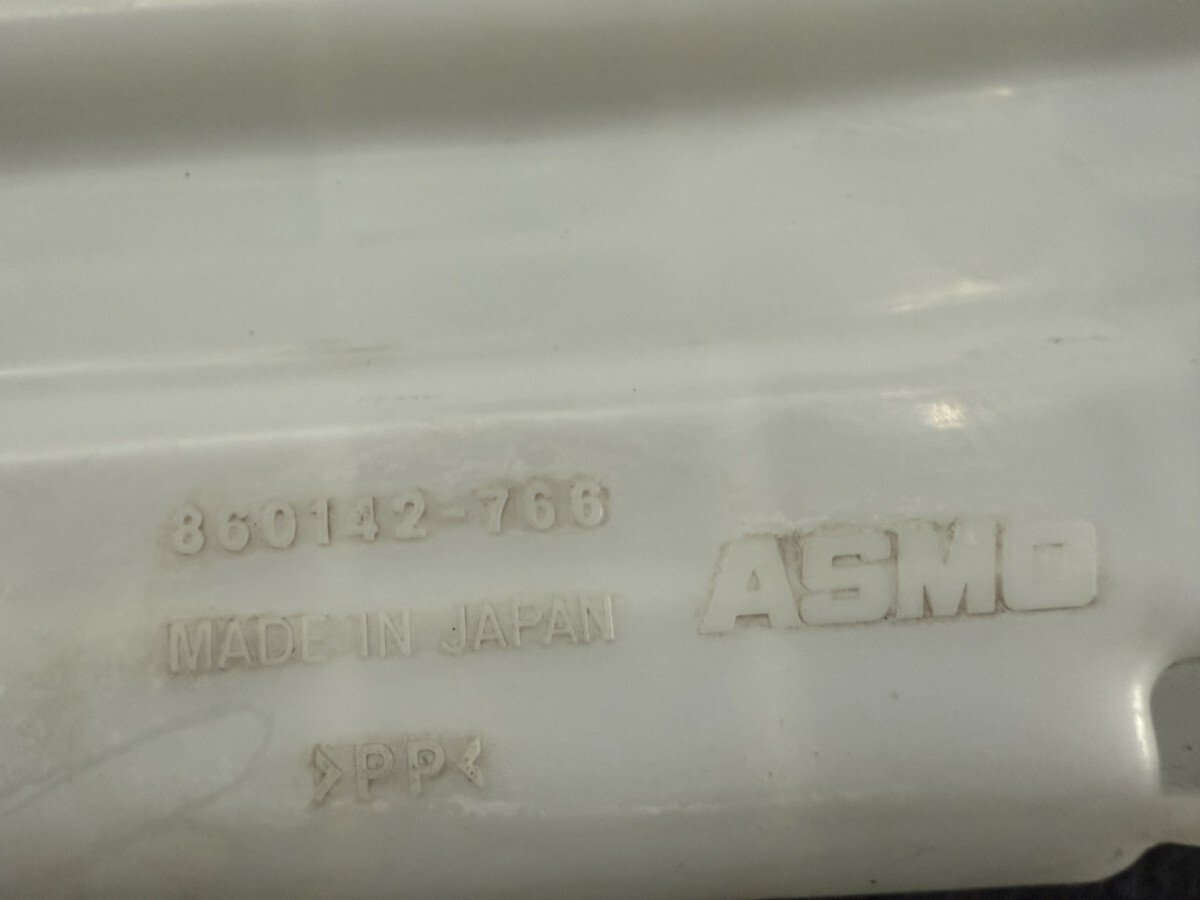 860142-766
MADE IN JAPAN
>PP<
ASMO